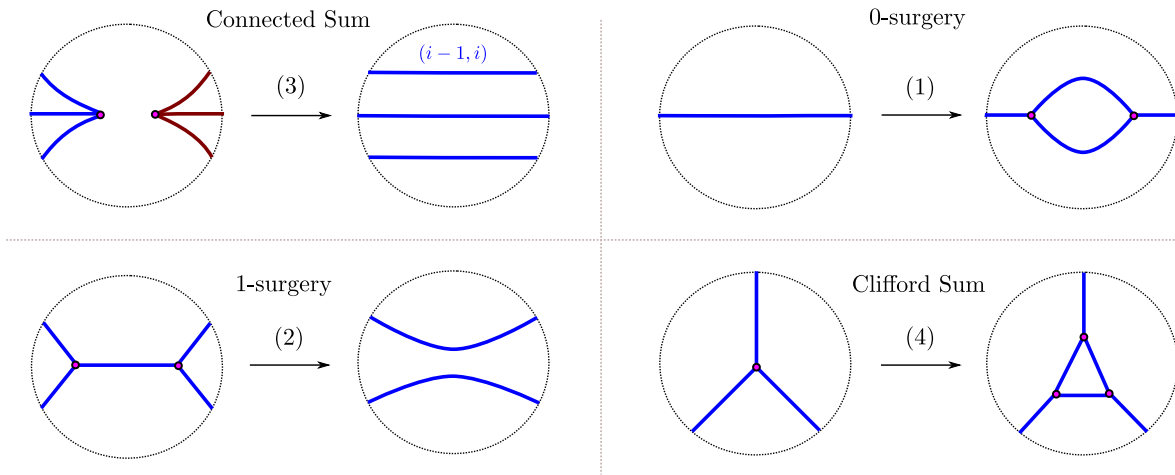 Connected Sum
(i − 1, i)
(3)
0-surgery
(1)
1-surgery
(2)
Clifford Sum
(4)